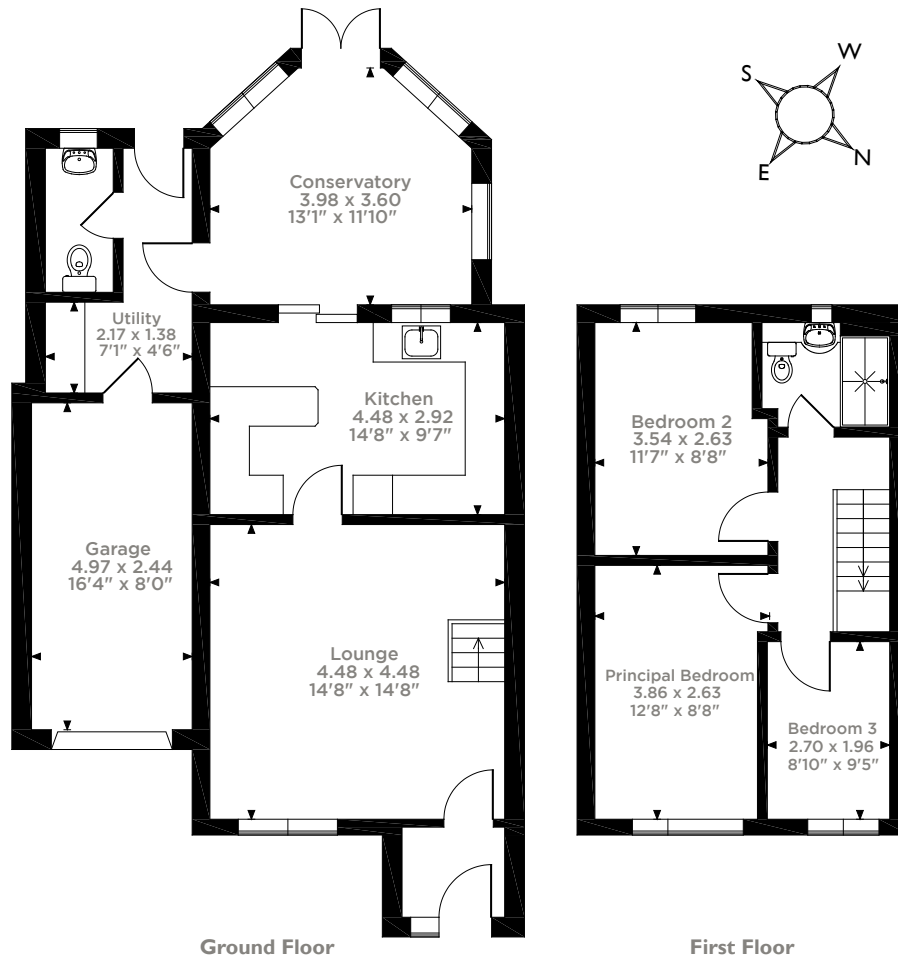 W
S
N
E
Conservatory
3.98 x 3.60
13'1" x 11'10"
Utility
2.17 x 1.38
7'1" x 4'6"
Kitchen
4.48 x 2.92
14'8" x 9'7"
Bedroom 2
3.54 x 2.63
11'7" x 8'8"
Garage
4.97 x 2.44
16'4" x 8'0"
Lounge
4.48 x 4.48
14'8" x 14'8"
Principal Bedroom
3.86 x 2.63
12'8" x 8'8"
Bedroom 3
2.70 x 1.96
8'10" x 9'5"
Ground Floor
First Floor